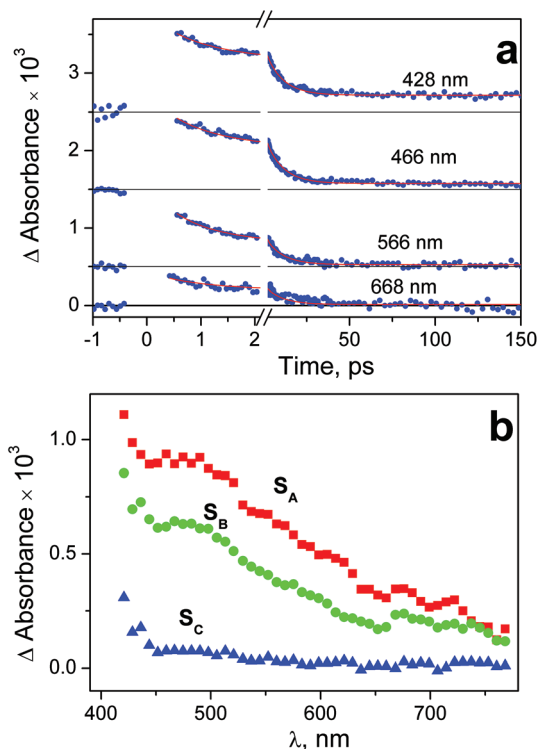 a
Δ Absorbance × 10³
3
2
1
0
428 nm
466 nm
566 nm
668 nm
-1 0 1 2 50 100 150
Time, ps
b
Δ Absorbance × 10³
1.0
0.5
0.0
S_A
S_B
S_C
400 500 600 700
λ, nm